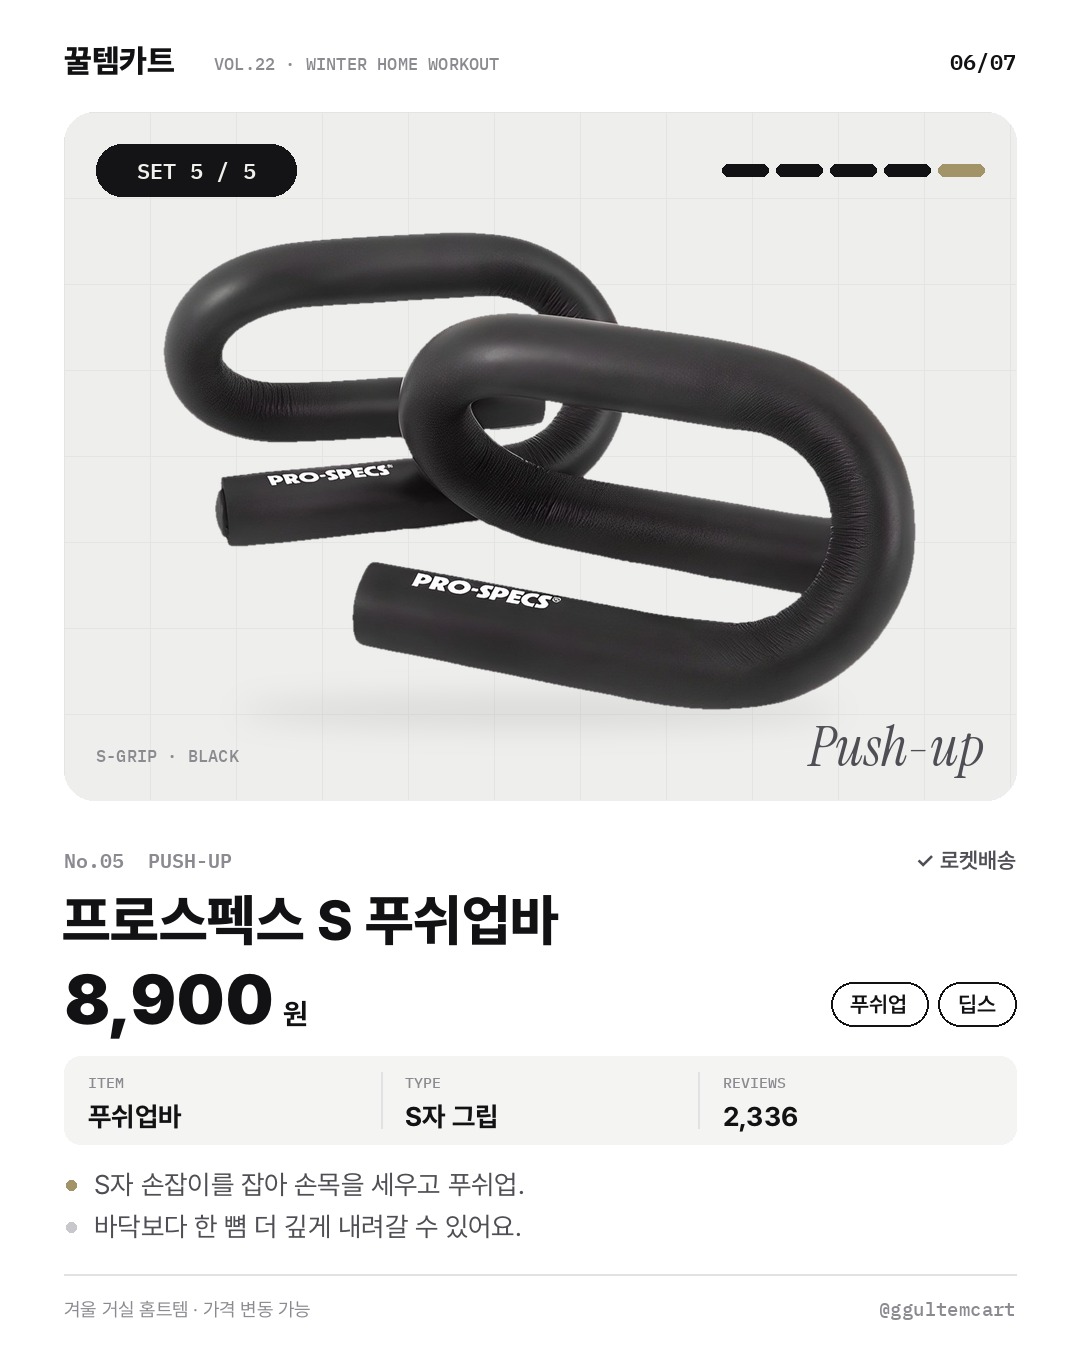 꿀템카트 VOL.22 · WINTER HOME WORKOUT 06/07
SET 5 / 5
PRO-SPECS®
PRO-SPECS®
S-GRIP · BLACK
Push-up
No.05 PUSH-UP
✓ 로켓배송
프로스펙스 S 푸쉬업바
8,900 원
푸쉬업 딥스
ITEM TYPE REVIEWS
푸쉬업바 S자 그립 2,336
S자 손잡이를 잡아 손목을 세우고 푸쉬업.
바닥보다 한 뼘 더 깊게 내려갈 수 있어요.
겨울 거실 홈트템 · 가격 변동 가능
@ggultemcart